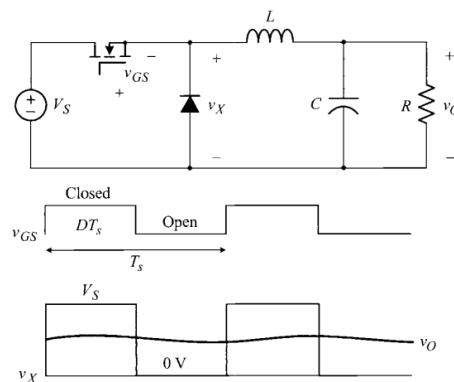 L
+
−
v_GS
+
+
−
V_S
+
v_X
−
C
R
+
v_O
−
Closed
v_GS
DT_s
Open
T_s
V_S
v_O
v_X
0 V